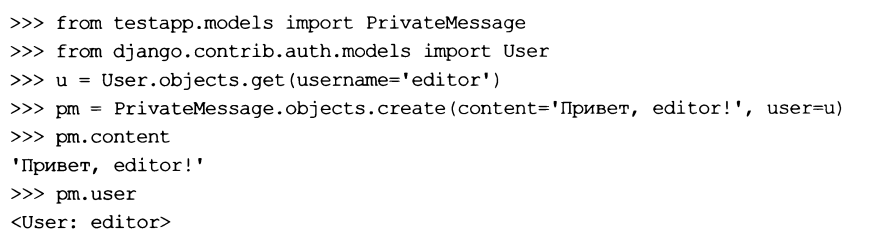 >>> from testapp.models import PrivateMessage
>>> from django.contrib.auth.models import User
>>> u = User.objects.get(username='editor')
>>> pm = PrivateMessage.objects.create(content='Привет, editor!', user=u)
>>> pm.content
'Привет, editor!'
>>> pm.user
<User: editor>